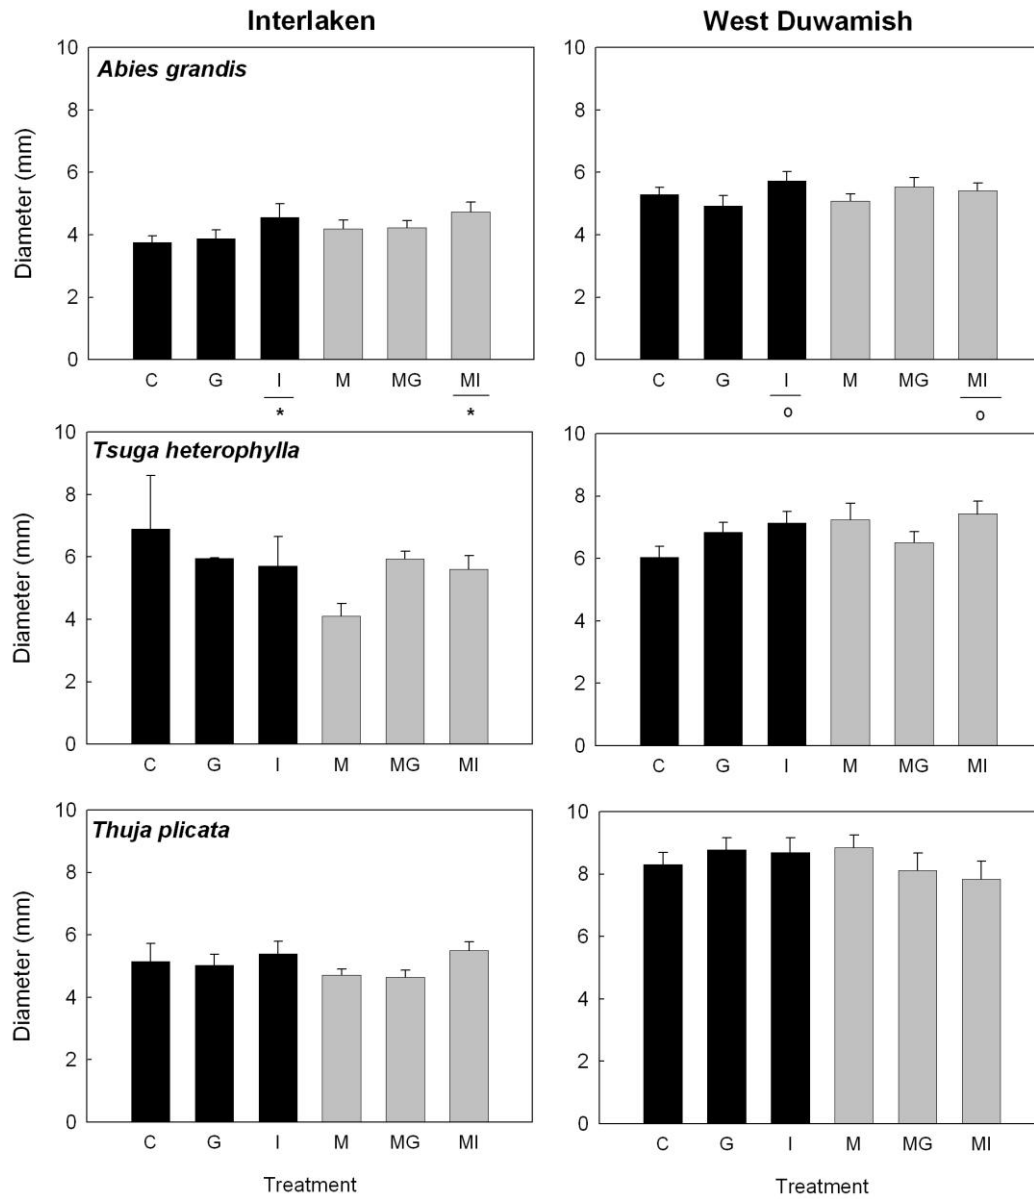 Interlaken West Duwamish
10 10
Abies grandis
8 8
6 6
Diameter (mm)
4 4
2 2
0 0
C G I M MG MI C G I M MG MI
* * o o
10 10
Tsuga heterophylla
8 8
6 6
Diameter (mm)
4 4
2 2
0 0
C G I M MG MI C G I M MG MI
10 10
Thuja plicata
8 8
6 6
Diameter (mm)
4 4
2 2
0 0
C G I M MG MI C G I M MG MI
Treatment Treatment